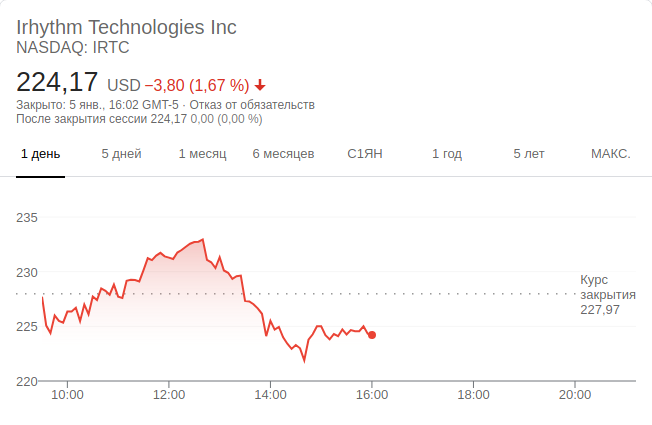 Irhythm Technologies Inc
NASDAQ: IRTC
224,17 USD −3,80 (1,67 %)
Закрыто: 5 янв., 16:02 GMT-5 · Отказ от обязательств
После закрытия сессии 224,17 0,00 (0,00 %)
1 день 5 дней 1 месяц 6 месяцев С1ЯН 1 год 5 лет МАКС.
235
230
Курс
закрытия
227,97
225
220
10:00 12:00 14:00 16:00 18:00 20:00